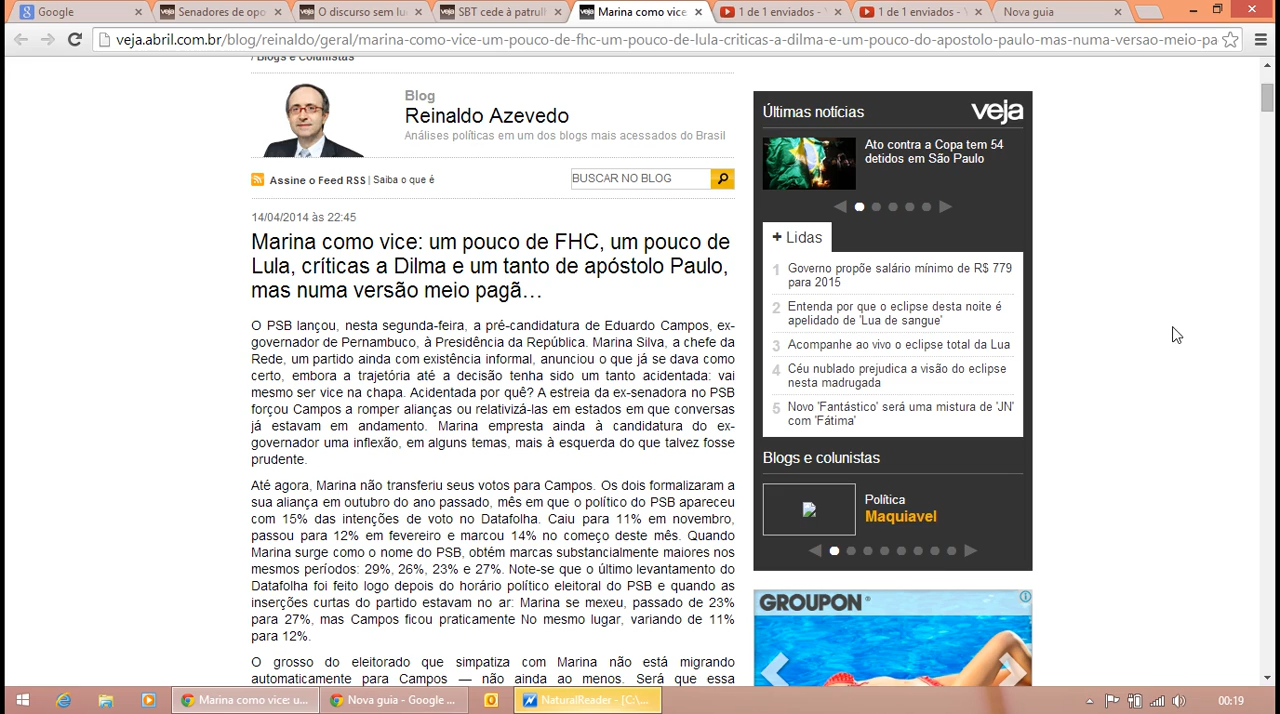 Google
Senadores de opo
O discurso sem lu
SBT cede à patrull
Marina como vice:
1 de 1 enviados -
1 de 1 enviados -
Nova guia
veja.abril.com.br/blog/reinaldo/geral/marina-como-vice-um-pouco-de-fhc-um-pouco-de-lula-criticas-a-dilma-e-um-pouco-do-apostolo-paulo-mas-numa-versao-meio-pa
/ Blogs e Colunistas
Blog
Reinaldo Azevedo
Análises políticas em um dos blogs mais acessados do Brasil
Assine o Feed RSS | Saiba o que é
BUSCAR NO BLOG
14/04/2014 às 22:45
Marina como vice: um pouco de FHC, um pouco de
Lula, críticas a Dilma e um tanto de apóstolo Paulo,
mas numa versão meio pagã…
O PSB lançou, nesta segunda-feira, a pré-candidatura de Eduardo Campos, ex-
governador de Pernambuco, à Presidência da República. Marina Silva, a chefe da
Rede, um partido ainda com existência informal, anunciou o que já se dava como
certo, embora a trajetória até a decisão tenha sido um tanto acidentada: vai
mesmo ser vice na chapa. Acidentada por quê? A estreia da ex-senadora no PSB
forçou Campos a romper alianças ou relativizá-las em estados em que conversas
já estavam em andamento. Marina empresta ainda à candidatura do ex-
governador uma inflexão, em alguns temas, mais à esquerda do que talvez fosse
prudente.
Até agora, Marina não transferiu seus votos para Campos. Os dois formalizaram a
sua aliança em outubro do ano passado, mês em que o político do PSB apareceu
com 15% das intenções de voto no Datafolha. Caiu para 11% em novembro,
passou para 12% em fevereiro e marcou 14% no começo deste mês. Quando
Marina surge como o nome do PSB, obtém marcas substancialmente maiores nos
mesmos períodos: 29%, 26%, 23% e 27%. Note-se que o último levantamento do
Datafolha foi feito logo depois do horário político eleitoral do PSB e quando as
inserções curtas do partido estavam no ar: Marina se mexeu, passado de 23%
para 27%, mas Campos ficou praticamente No mesmo lugar, variando de 11%
para 12%.
O grosso do eleitorado que simpatiza com Marina não está migrando
automaticamente para Campos — não ainda ao menos. Será que essa
Últimas notícias
veja
Ato contra a Copa tem 54
detidos em São Paulo
+ Lidas
1 Governo propõe salário mínimo de R$ 779
para 2015
2 Entenda por que o eclipse desta noite é
apelidado de 'Lua de sangue'
3 Acompanhe ao vivo o eclipse total da Lua
4 Céu nublado prejudica a visão do eclipse
nesta madrugada
5 Novo 'Fantástico' será uma mistura de 'JN'
com 'Fátima'
Blogs e colunistas
Política
Maquiavel
GROUPON
Marina como vice: u...
Nova guia - Google ...
NaturalReader - [C:\...
00:19